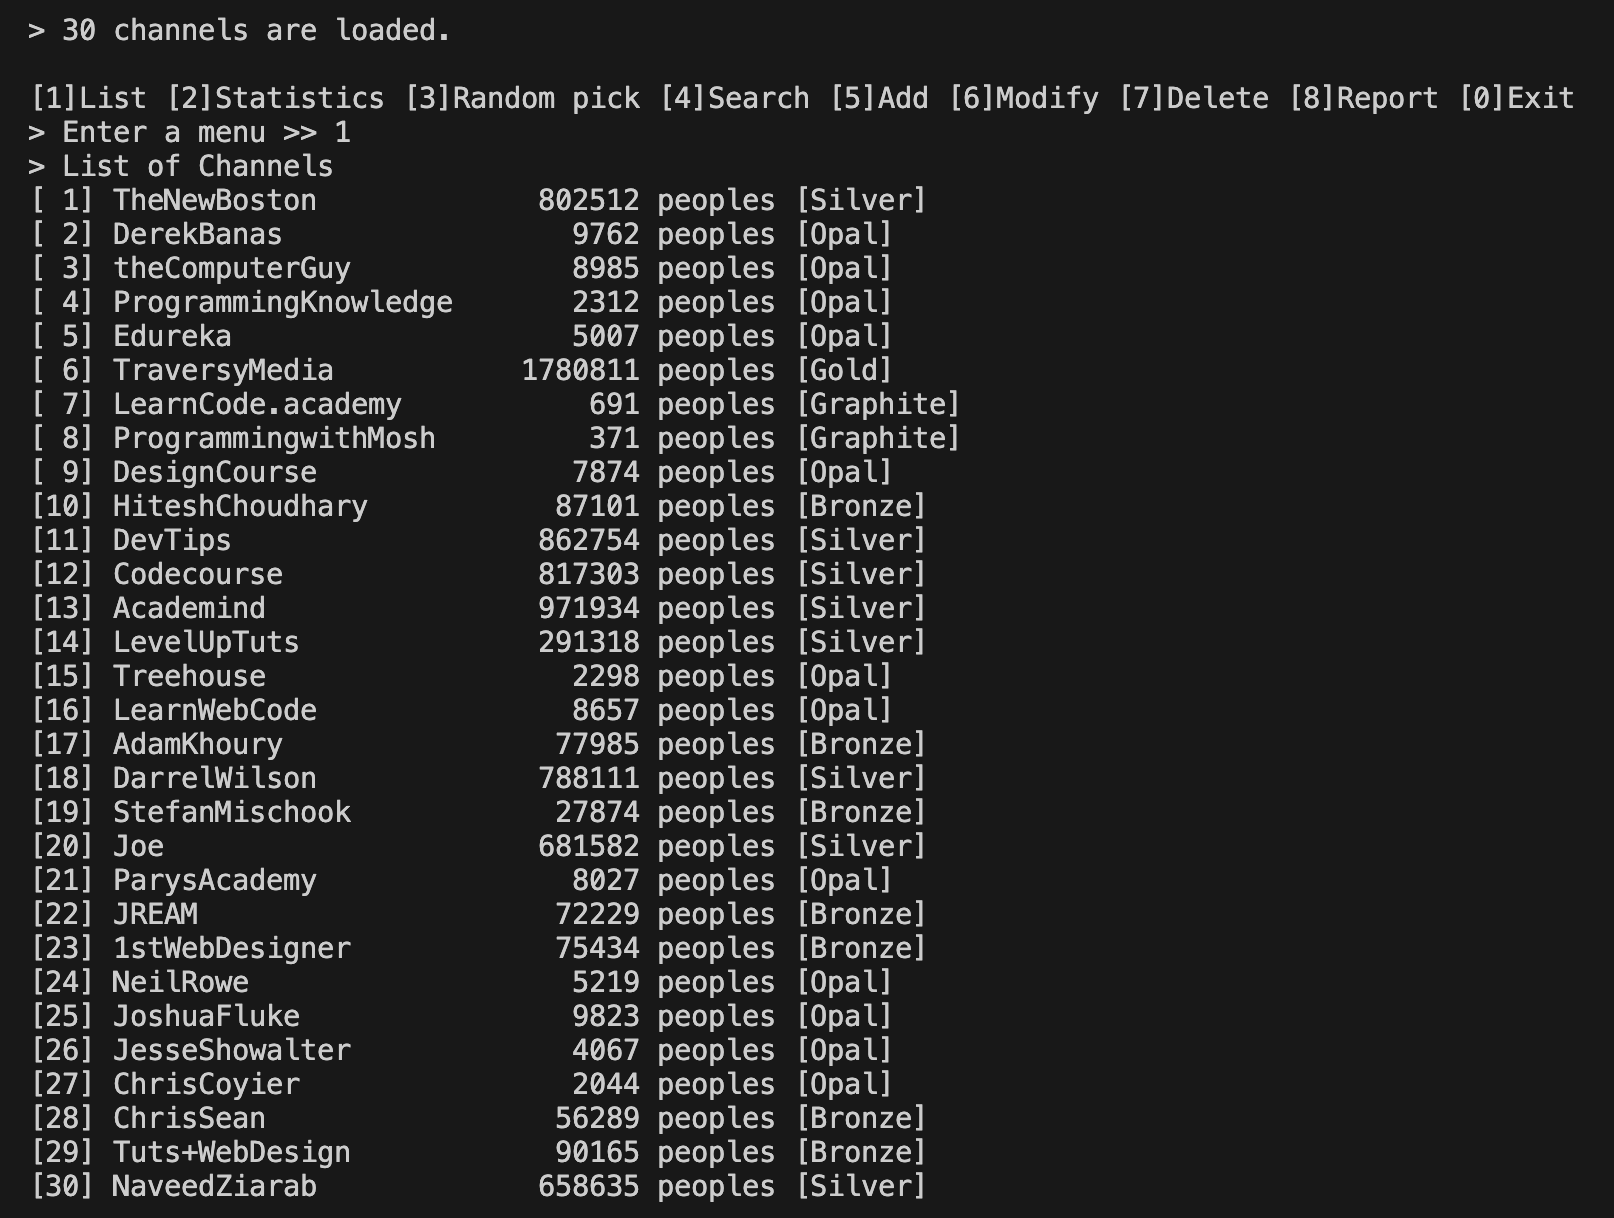 > 30 channels are loaded.

[1]List [2]Statistics [3]Random pick [4]Search [5]Add [6]Modify [7]Delete [8]Report [0]Exit
> Enter a menu >> 1
> List of Channels
[ 1] TheNewBoston             802512 peoples [Silver]
[ 2] DerekBanas                 9762 peoples [Opal]
[ 3] theComputerGuy             8985 peoples [Opal]
[ 4] ProgrammingKnowledge       2312 peoples [Opal]
[ 5] Edureka                    5007 peoples [Opal]
[ 6] TraversyMedia           1780811 peoples [Gold]
[ 7] LearnCode.academy           691 peoples [Graphite]
[ 8] ProgrammingwithMosh         371 peoples [Graphite]
[ 9] DesignCourse               7874 peoples [Opal]
[10] HiteshChoudhary           87101 peoples [Bronze]
[11] DevTips                  862754 peoples [Silver]
[12] Codecourse               817303 peoples [Silver]
[13] Academind                971934 peoples [Silver]
[14] LevelUpTuts              291318 peoples [Silver]
[15] Treehouse                  2298 peoples [Opal]
[16] LearnWebCode               8657 peoples [Opal]
[17] AdamKhoury                77985 peoples [Bronze]
[18] DarrelWilson             788111 peoples [Silver]
[19] StefanMischook            27874 peoples [Bronze]
[20] Joe                      681582 peoples [Silver]
[21] ParysAcademy               8027 peoples [Opal]
[22] JREAM                     72229 peoples [Bronze]
[23] 1stWebDesigner            75434 peoples [Bronze]
[24] NeilRowe                   5219 peoples [Opal]
[25] JoshuaFluke                9823 peoples [Opal]
[26] JesseShowalter             4067 peoples [Opal]
[27] ChrisCoyier                2044 peoples [Opal]
[28] ChrisSean                 56289 peoples [Bronze]
[29] Tuts+WebDesign            90165 peoples [Bronze]
[30] NaveedZiarab             658635 peoples [Silver]